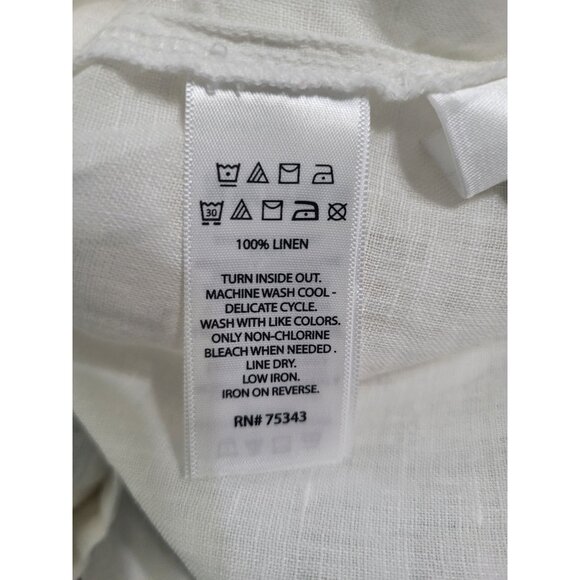 30
100% LINEN
TURN INSIDE OUT.
MACHINE WASH COOL -
DELICATE CYCLE.
WASH WITH LIKE COLORS.
ONLY NON-CHLORINE
BLEACH WHEN NEEDED .
LINE DRY.
LOW IRON.
IRON ON REVERSE.
RN# 75343